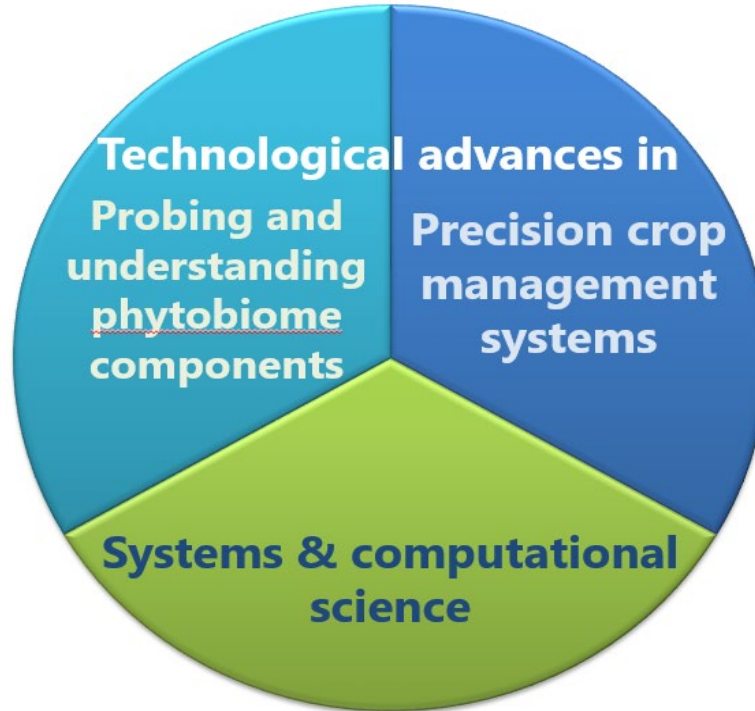 Technological advances in
Probing and
understanding
phytobiome
components
Precision crop
management
systems
Systems & computational
science